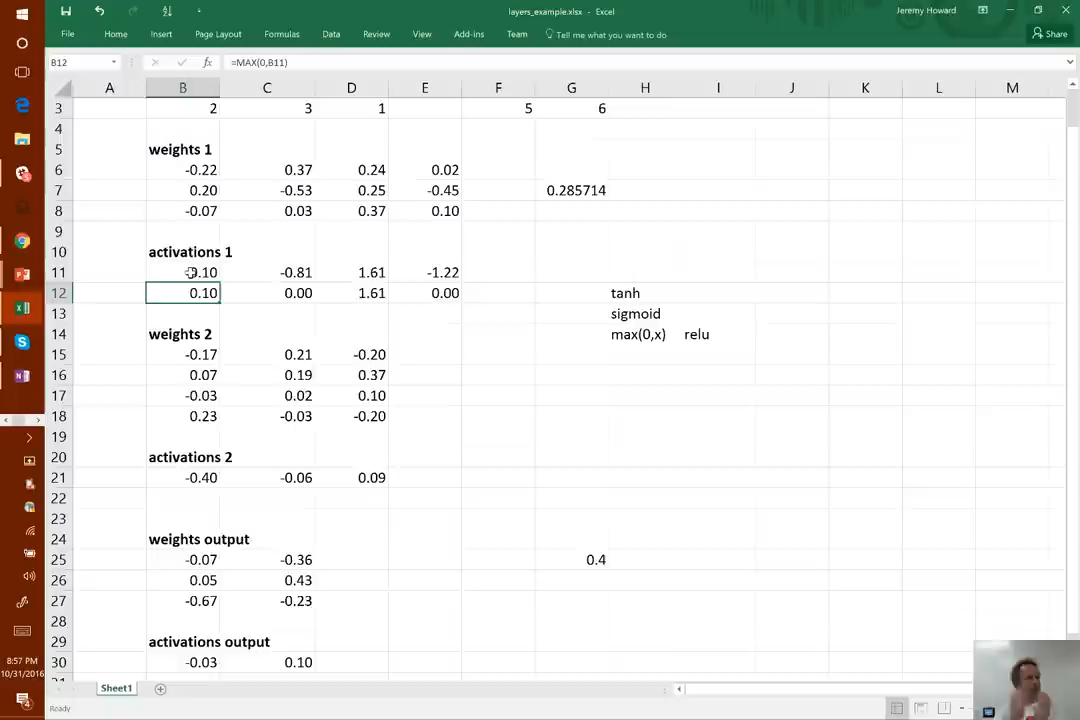 layers_example.xlsx - Excel
Jeremy Howard
File Home Insert Page Layout Formulas Data Review View Add-ins Team Tell me what you want to do Share
B12 fx =MAX(0,B11)
A B C D E F G H I J K L M
3 2 3 1 5 6
4
5 weights 1
6 -0.22 0.37 0.24 0.02
7 0.20 -0.53 0.25 -0.45 0.285714
8 -0.07 0.03 0.37 0.10
9
10 activations 1
11 0.10 -0.81 1.61 -1.22
12 0.10 0.00 1.61 0.00 tanh
13 sigmoid
14 weights 2 max(0,x) relu
15 -0.17 0.21 -0.20
16 0.07 0.19 0.37
17 -0.03 0.02 0.10
18 0.23 -0.03 -0.20
19
20 activations 2
21 -0.40 -0.06 0.09
22
23
24 weights output
25 -0.07 -0.36 0.4
26 0.05 0.43
27 -0.67 -0.23
28
29 activations output
30 -0.03 0.10
Sheet1
Ready
8:57 PM
10/31/2016